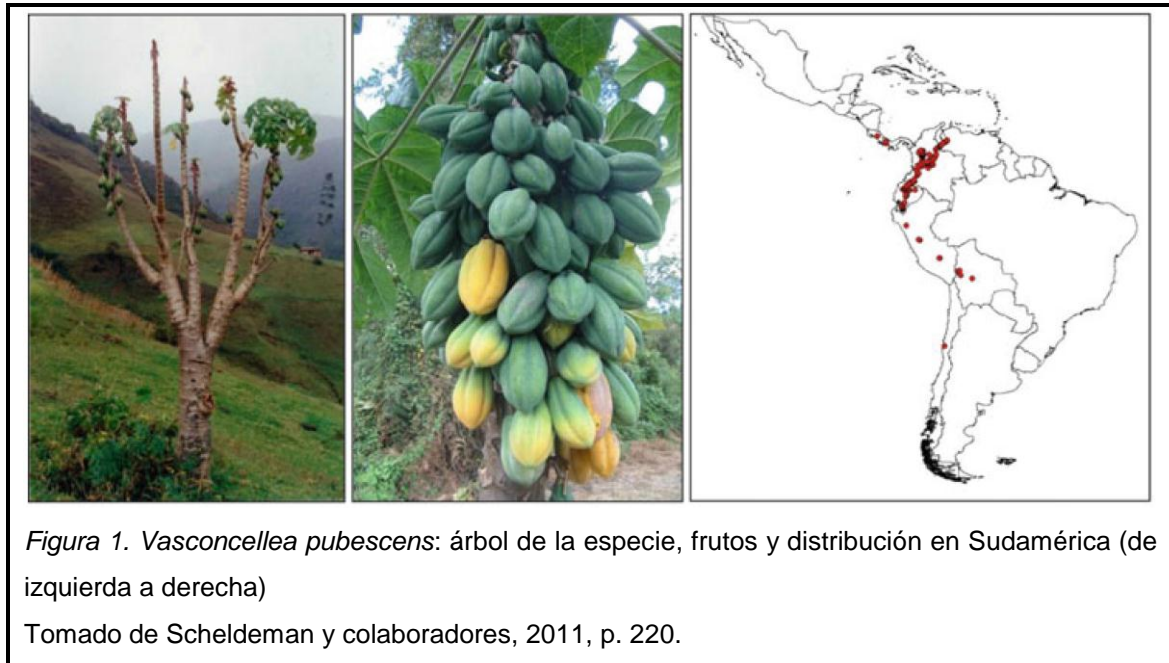 Figura 1. Vasconcellea pubescens: árbol de la especie, frutos y distribución en Sudamérica (de
izquierda a derecha)
Tomado de Scheldeman y colaboradores, 2011, p. 220.